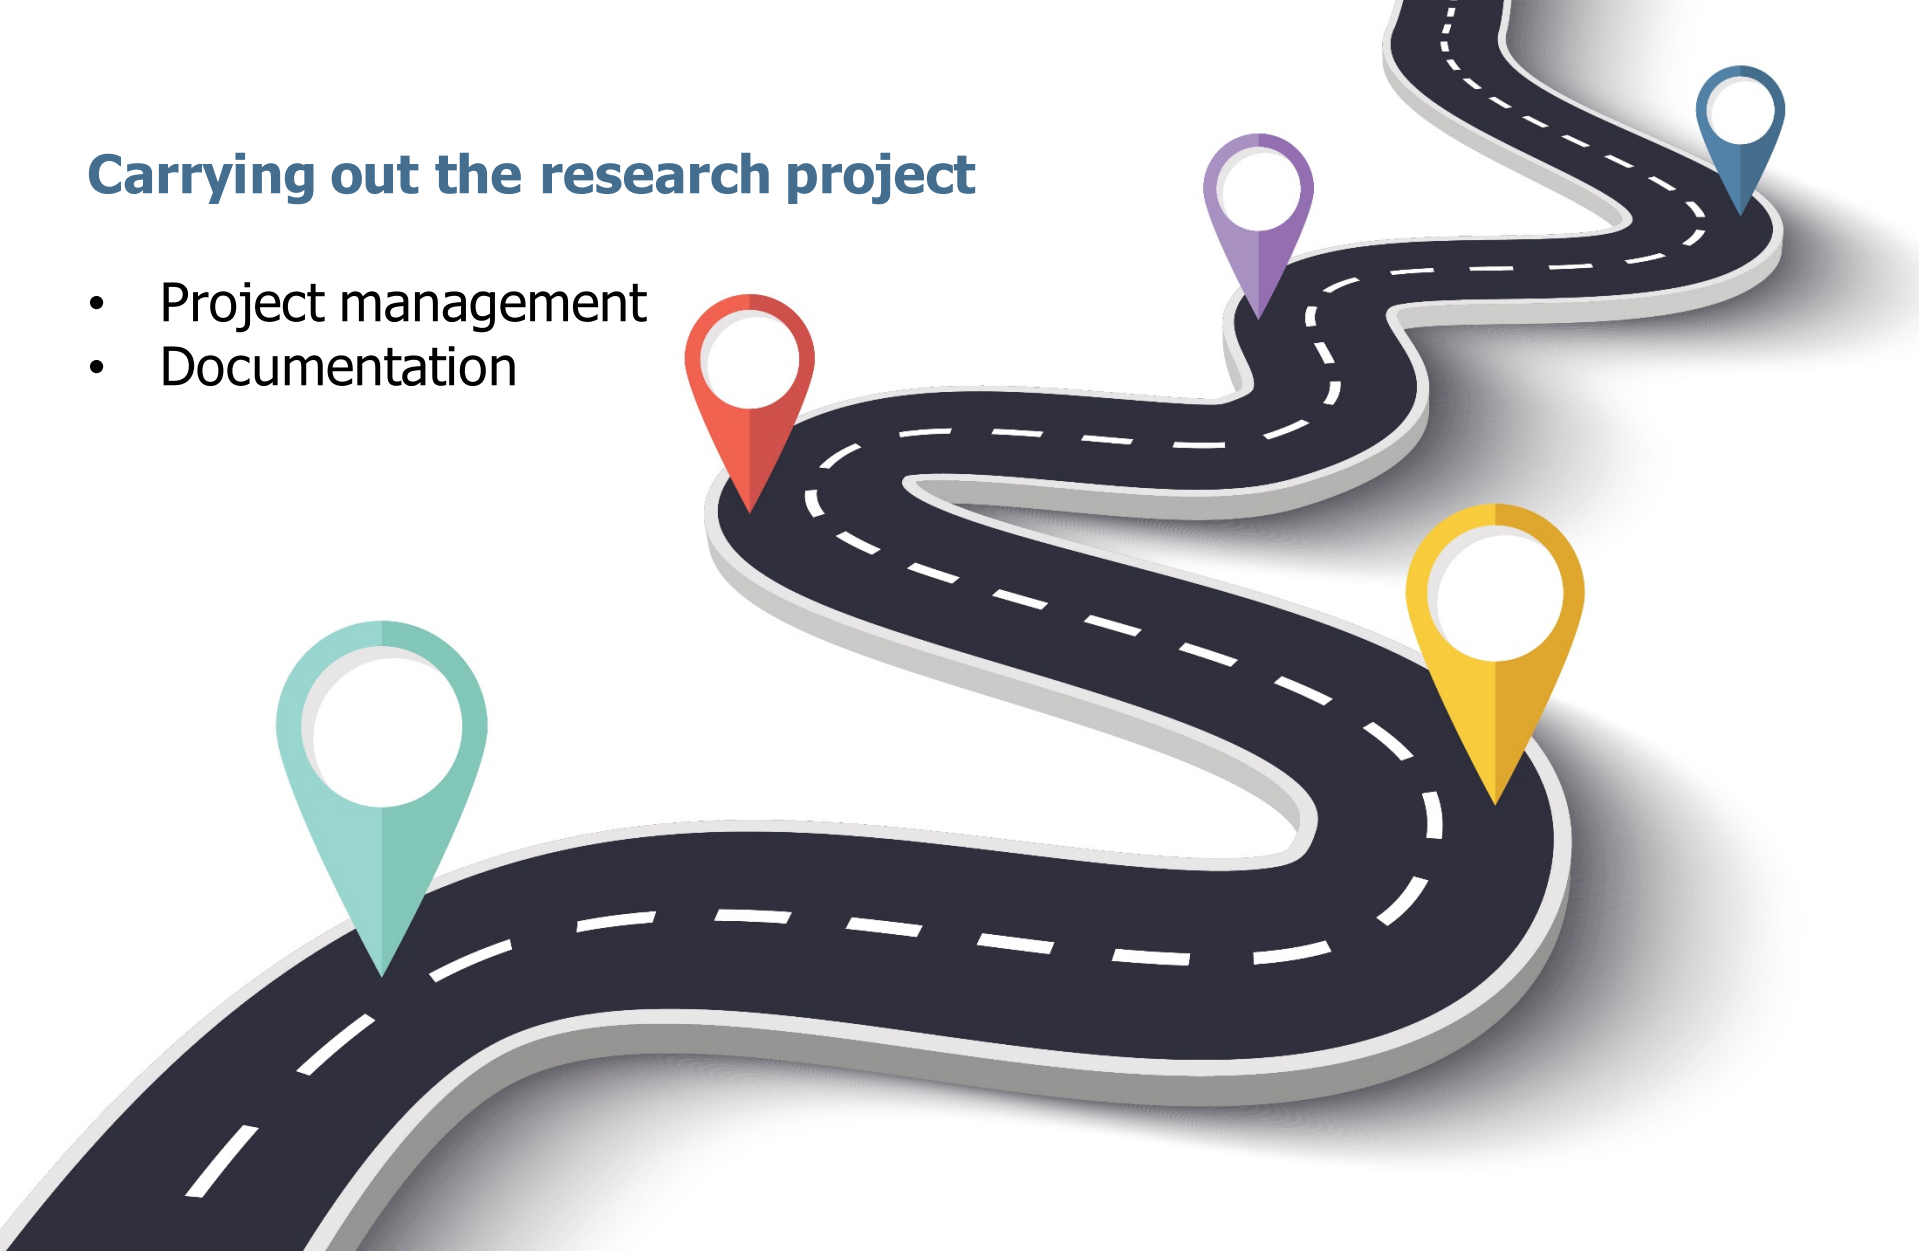 Carrying out the research project
• Project management
• Documentation